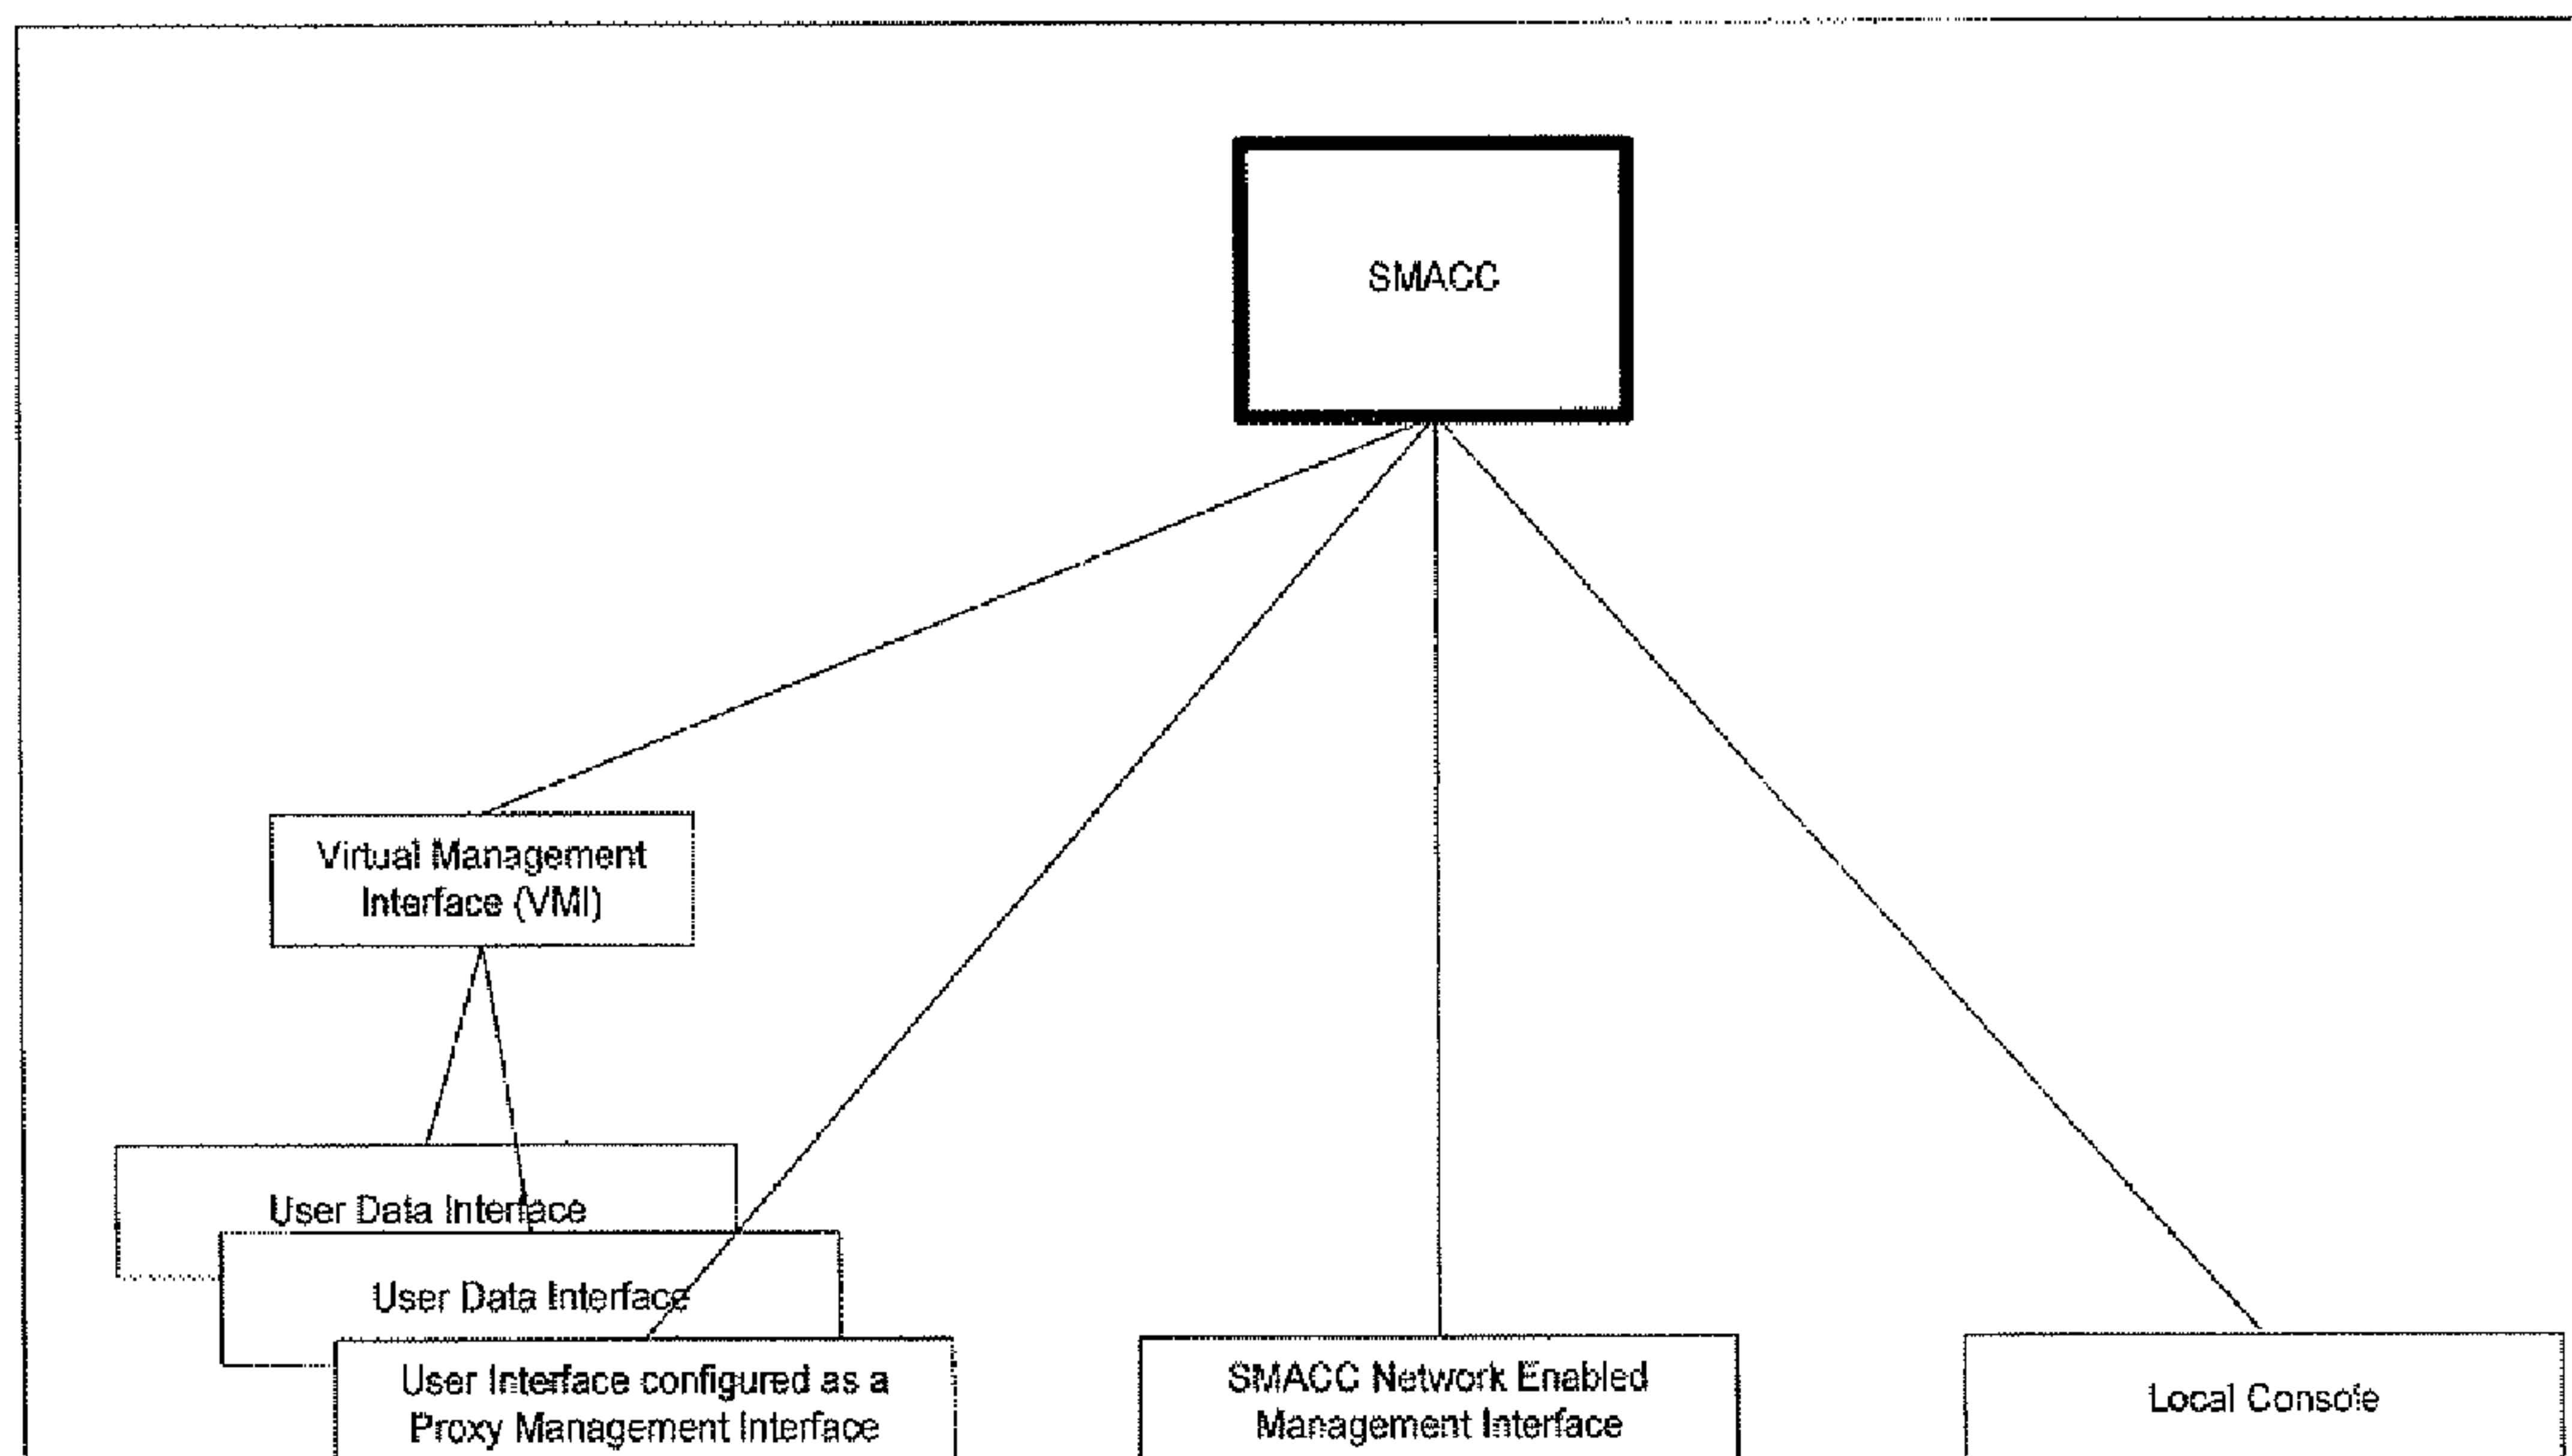 SMACC
Virtual Management
Interface (VMI)
User Data Interface
User Data Interface
User Interface configured as a
Proxy Management Interface
SMACC Network Enabled
Management Interface
Local Console